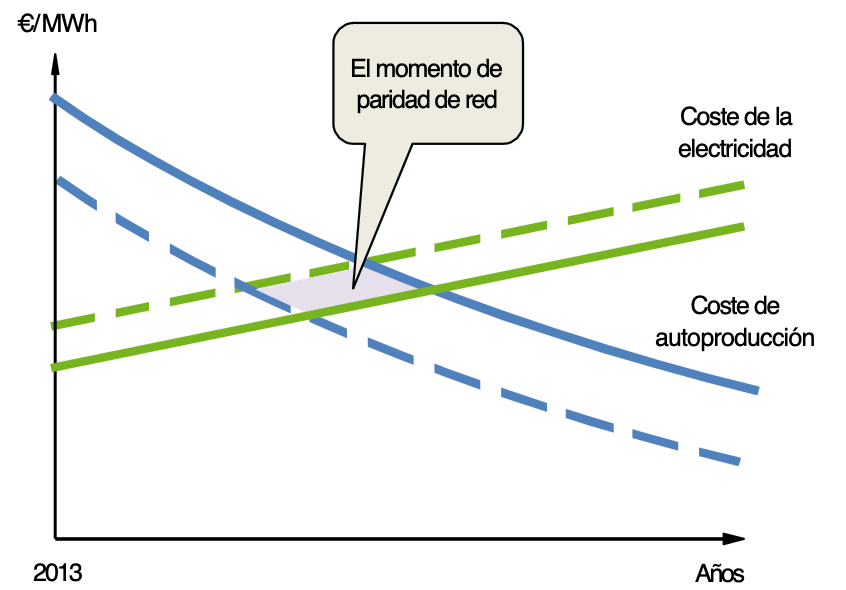 €/MWh
El momento de
paridad de red
Coste de la
electricidad
Coste de
autoproducción
2013
Años